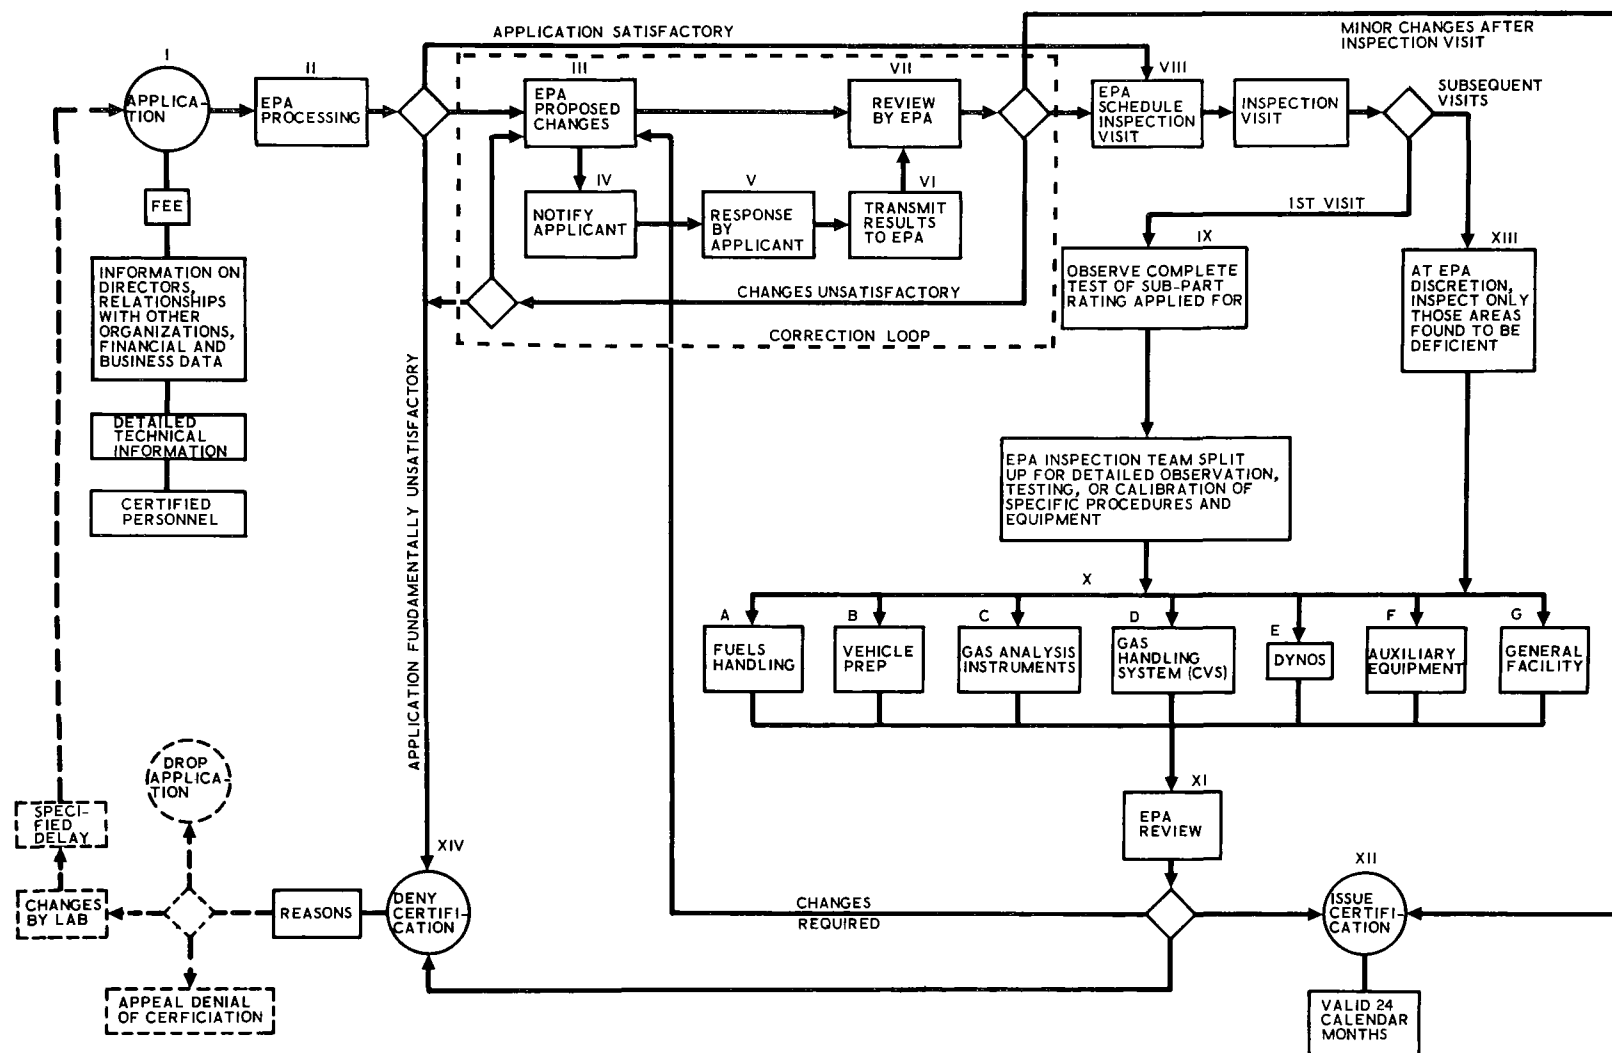 I
APPLICA-
TION
II
EPA
PROCESSING
FEE
INFORMATION ON
DIRECTORS,
RELATIONSHIPS
WITH OTHER
ORGANIZATIONS,
FINANCIAL AND
BUSINESS DATA
DETAILED
TECHNICAL
INFORMATION
CERTIFIED
PERSONNEL
APPLICATION SATISFACTORY
III
EPA
PROPOSED
CHANGES
IV
NOTIFY
APPLICANT
V
RESPONSE
BY
APPLICANT
VI
TRANSMIT
RESULTS
TO EPA
VII
REVIEW
BY EPA
CHANGES UNSATISFACTORY
CORRECTION LOOP
MINOR CHANGES AFTER
INSPECTION VISIT
VIII
EPA
SCHEDULE
INSPECTION
VISIT
INSPECTION
VISIT
SUBSEQUENT
VISITS
1ST VISIT
IX
OBSERVE COMPLETE
TEST OF SUB-PART
RATING APPLIED FOR
XIII
AT EPA
DISCRETION,
INSPECT ONLY
THOSE AREAS
FOUND TO BE
DEFICIENT
EPA INSPECTION TEAM SPLIT
UP FOR DETAILED OBSERVATION,
TESTING, OR CALIBRATION OF
SPECIFIC PROCEDURES AND
EQUIPMENT
X
A
FUELS
HANDLING
B
VEHICLE
PREP
C
GAS ANALYSIS
INSTRUMENTS
D
GAS
HANDLING
SYSTEM (CVS)
E
DYNOS
F
AUXILIARY
EQUIPMENT
G
GENERAL
FACILITY
XI
EPA
REVIEW
APPLICATION FUNDAMENTALLY UNSATISFACTORY
CHANGES
REQUIRED
XII
ISSUE
CERTIFI-
CATION
VALID 24
CALENDAR
MONTHS
XIV
DENY
CERTIFI-
CATION
REASONS
DROP
APPLICA-
TION
SPECI-
FIED
DELAY
CHANGES
BY LAB
APPEAL DENIAL
OF CERFICIATION